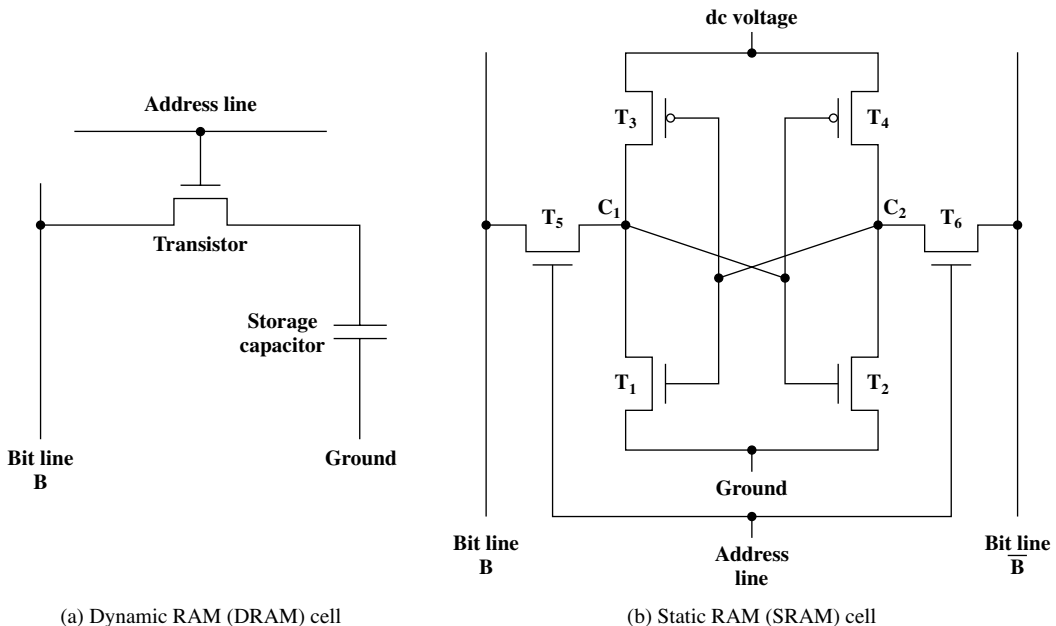 Address line
Transistor
Storage
capacitor
Bit line
B
Ground
(a) Dynamic RAM (DRAM) cell
dc voltage
T₃
T₄
T₅
C₁
C₂
T₆
T₁
T₂
Ground
Bit line
B
Address
line
Bit line
B̅
(b) Static RAM (SRAM) cell